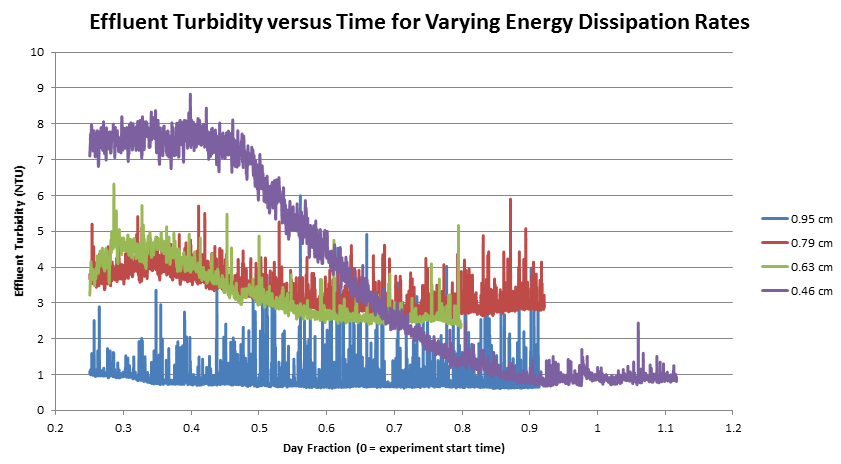 Effluent Turbidity versus Time for Varying Energy Dissipation Rates
10
9
8
7
6
5
4
3
2
1
0
Effluent Turbidity (NTU)
0.2 0.3 0.4 0.5 0.6 0.7 0.8 0.9 1 1.1 1.2
Day Fraction (0 = experiment start time)
0.95 cm
0.79 cm
0.63 cm
0.46 cm